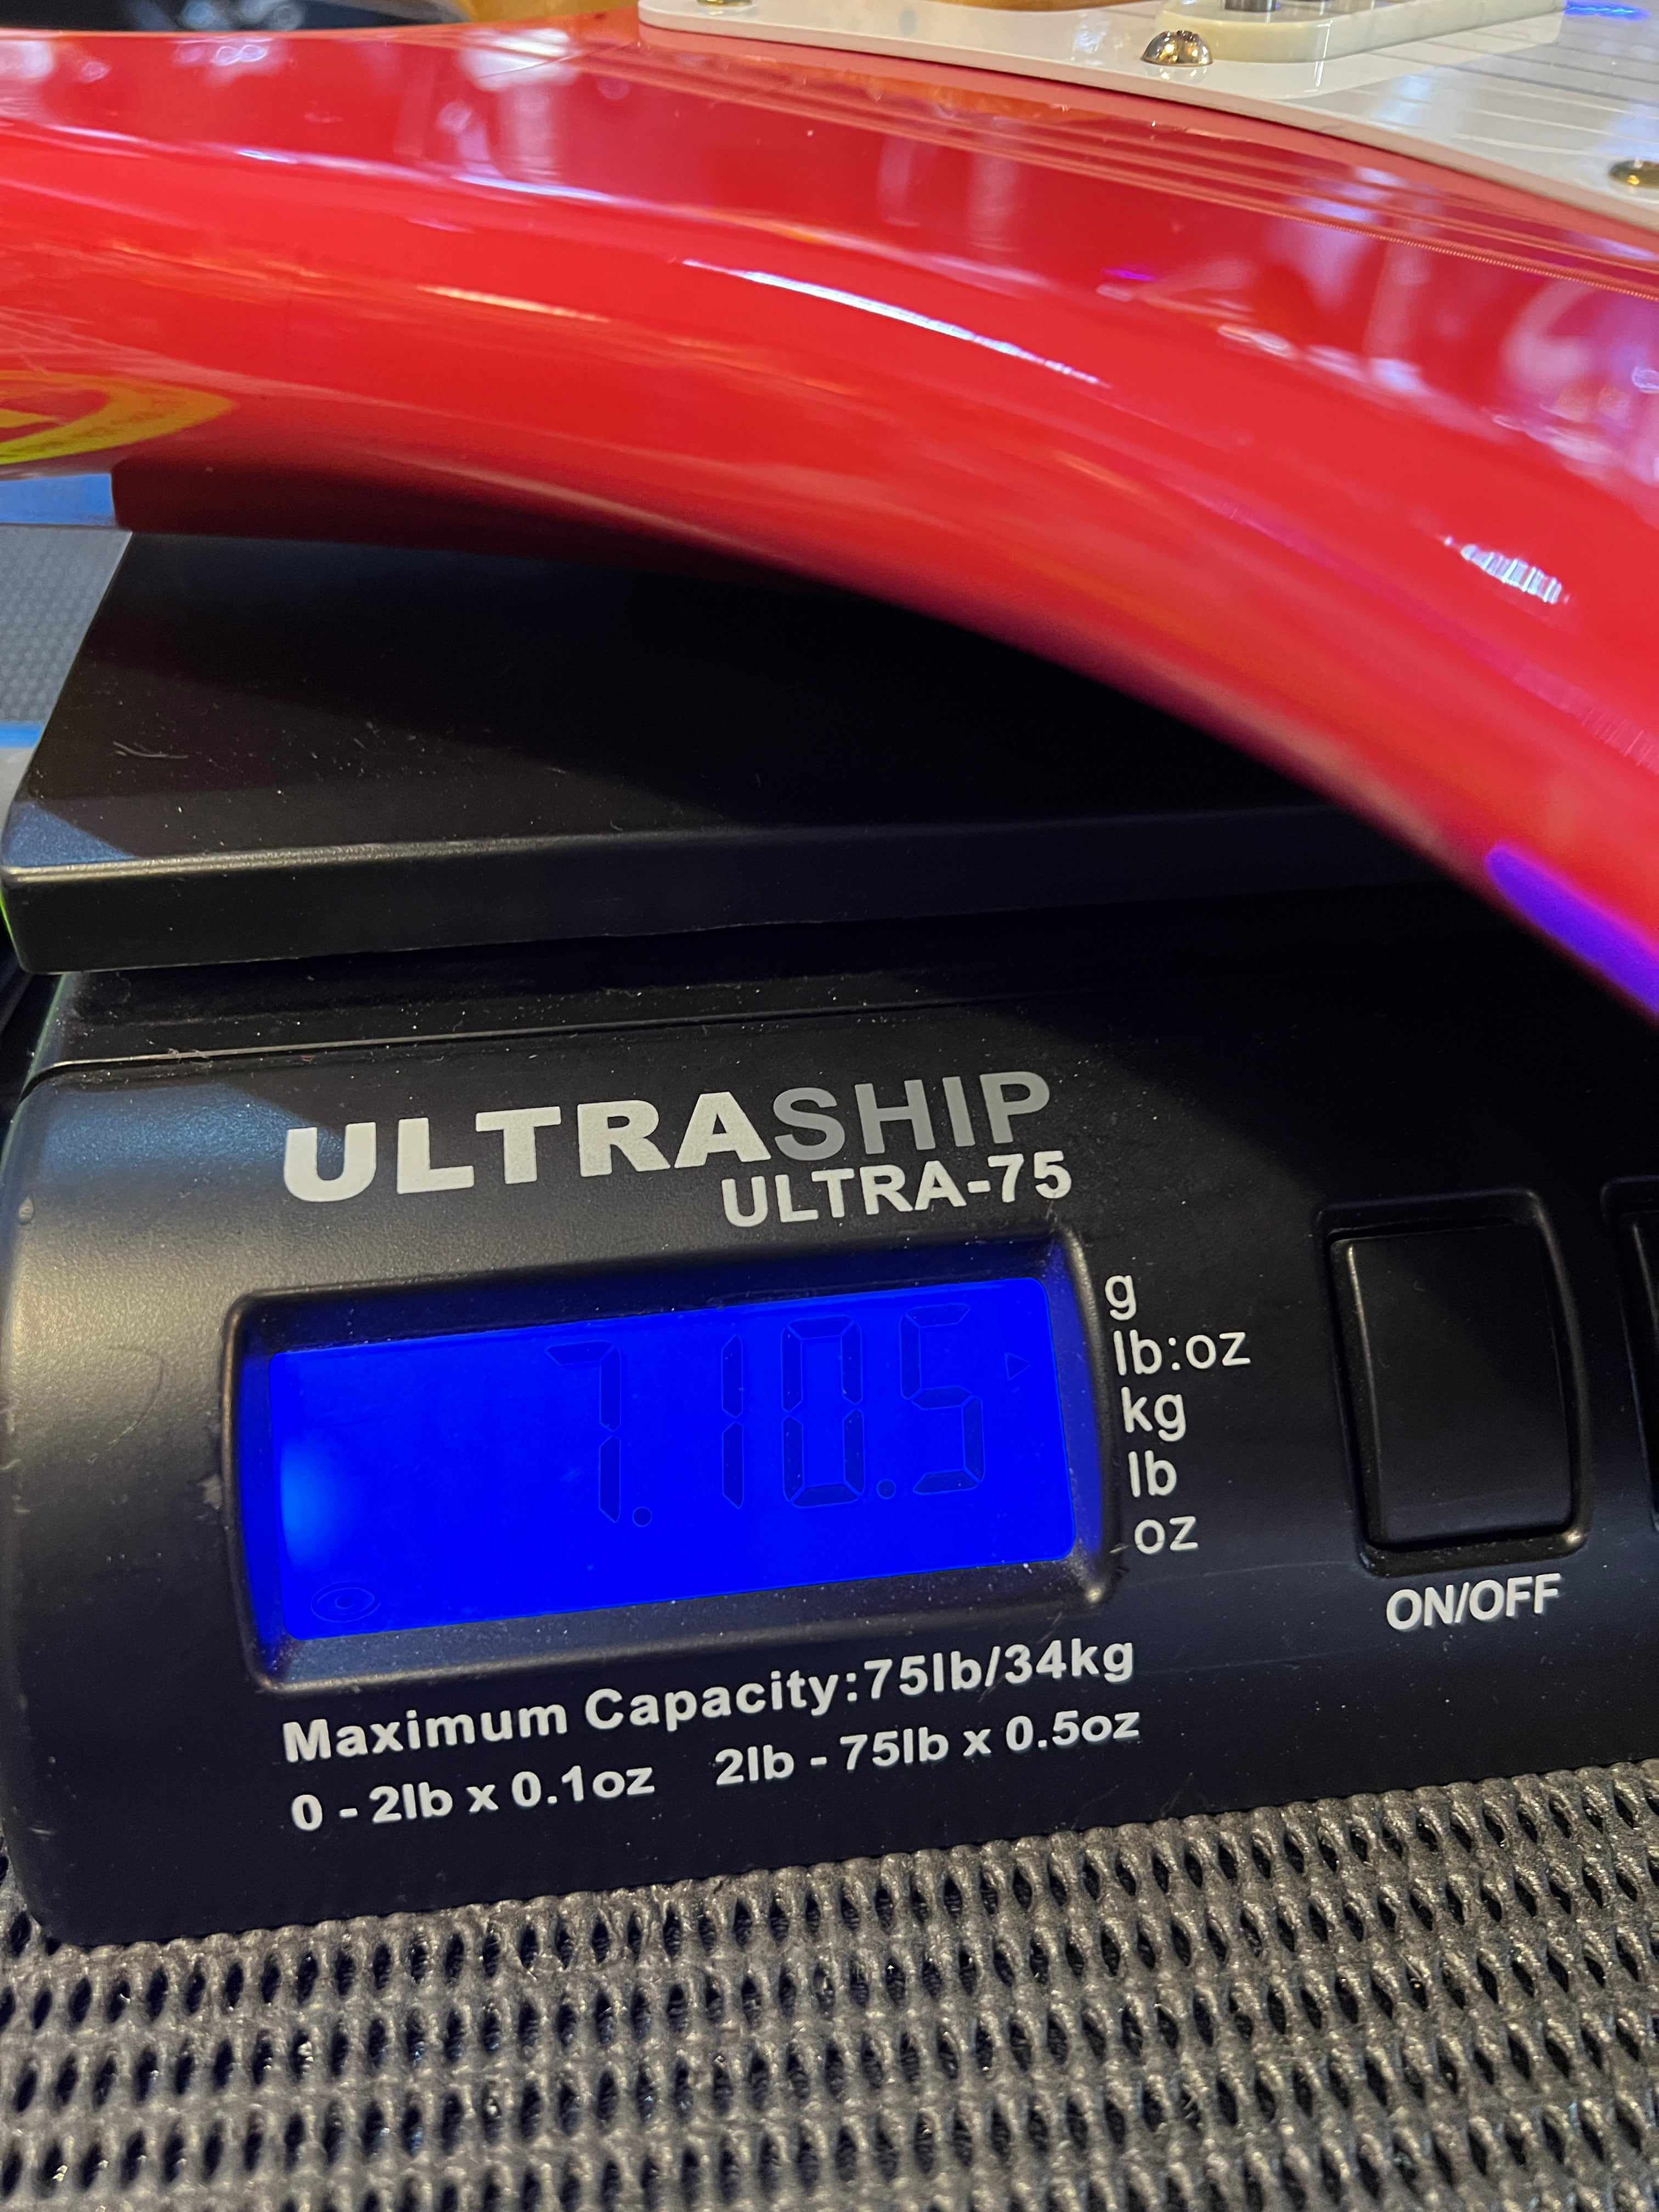 ULTRASHIP
ULTRA-75
7.10.5
g
lb:oz
kg
lb
oz
ON/OFF
Maximum Capacity:75lb/34kg
0 - 2lb x 0.1oz 2lb - 75lb x 0.5oz